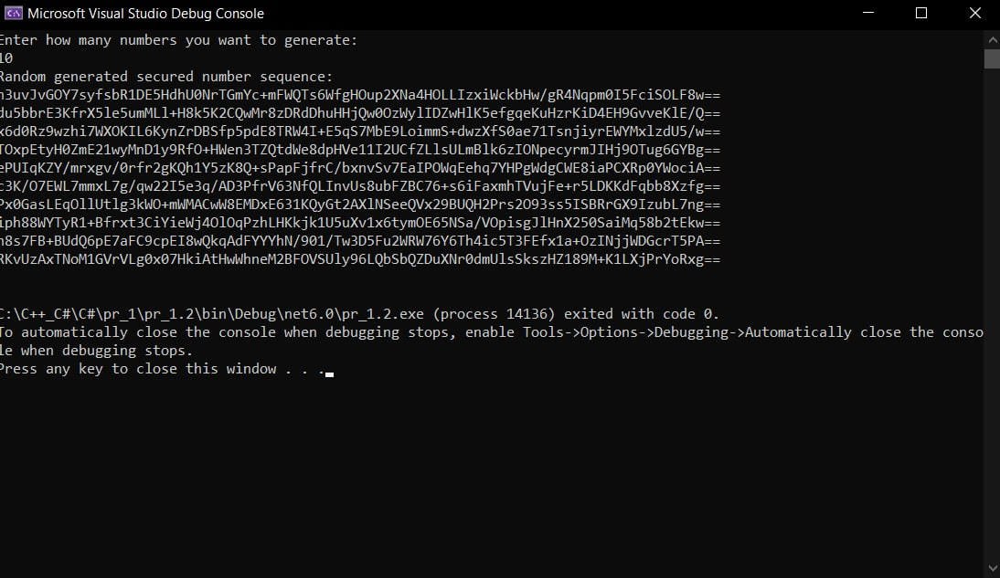 Microsoft Visual Studio Debug Console
Enter how many numbers you want to generate:
10
Random generated secured number sequence:
n3uvJvGOY7syfsbR1DE5HdhU0NrTGmYc+mFWQTs6WfgHOup2XNa4HOLLIzxiWckbHw/gR4Nqpm0I5FciSOLF8w==
du5bbrE3KfrX5le5umMLl+H8k5K2CQwMr8zDRdDhuHHjQw0OzWylIDZwHlK5efgqeKuHzrKiD4EH9GvveKlE/Q==
x6d0Rz9wzhi7WXOKIL6KynZrDBSfp5pdE8TRW4I+E5qS7MbE9LoimmS+dwzXfS0ae71TsnjiyrEWYMxlzdU5/w==
TOxpEtyH0ZmE21wyMnD1y9RfO+HWen3TZQtdWe8dpHVe11I2UCfZLlsULmBlk6zIONpecyrmJIHj9OTug6GYBg==
ePUIqKZY/mrxgv/0rfr2gKQh1Y5zK8Q+sPapFjfrC/bxnvSv7EaIPOWqEehq7YHPgWdgCWE8iaPCXRp0YWociA==
c3K/O7EWL7mmxL7g/qw22I5e3q/AD3PfrV63NfQLInvUs8ubFZBC76+s6iFaxmhTVujFe+r5LDKKdFqbb8Xzfg==
Px0GasLEqOllUtlg3kWO+mWMACwW8EMDxE631KQyGt2AXlNSeeQVx29BUQH2Prs2O93ss5ISBRrGX9IzubL7ng==
iph88WYTyR1+Bfrxt3CiYieWj4OlOqPzhLHKkjk1U5uXv1x6tymOE65NSa/VOpisgJlHnX250SaiMq58b2tEkw==
n8s7FB+BUdQ6pE7aFC9cpEI8wQkqAdFYYYhN/901/Tw3D5Fu2WRW76Y6Th4ic5T3FEfx1a+OzINjjWDGcrT5PA==
RKvUzAxTNoM1GVrVLg0x07HkiAtHwWhneM2BFOVSUly96LQbSbQZDuXNr0dmUlsSkszHZ189M+K1LXjPrYoRxg==
C:\C++_C#\C#\pr_1\pr_1.2\bin\Debug\net6.0\pr_1.2.exe (process 14136) exited with code 0.
To automatically close the console when debugging stops, enable Tools->Options->Debugging->Automatically close the conso
le when debugging stops.
Press any key to close this window . . .